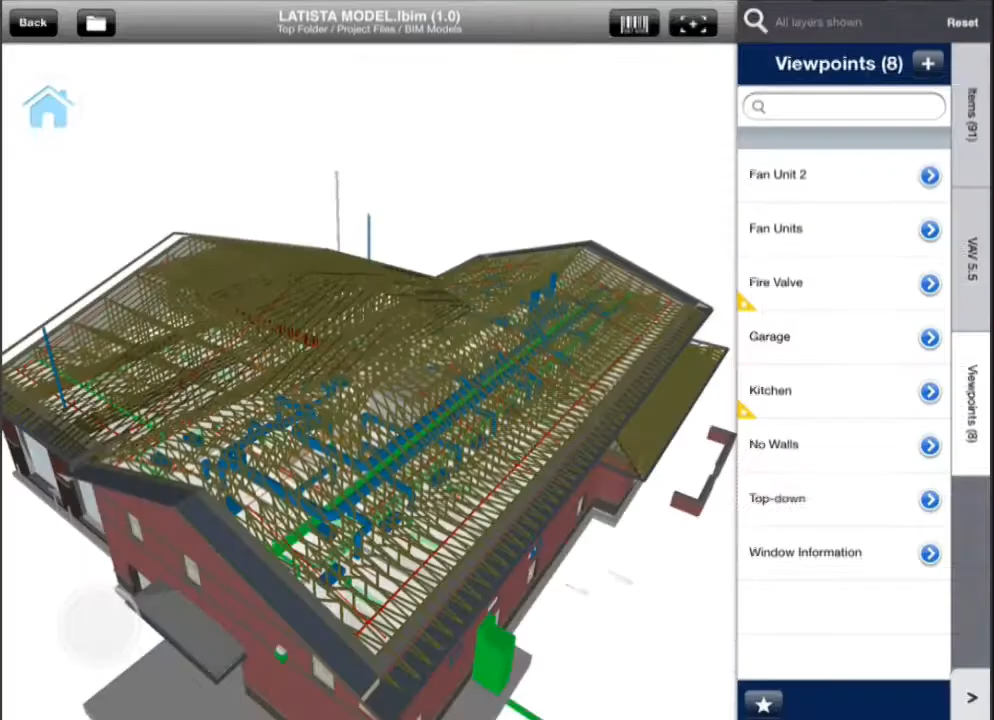 Back
LATISTA MODEL.lbim (1.0)
Top Folder / Project Files / BIM Models
All layers shown
Reset
Viewpoints (8)
+
Fan Unit 2
Fan Units
Fire Valve
Garage
Kitchen
No Walls
Top-down
Window Information
Items (91)
VAV 5.5
Viewpoints (8)
>